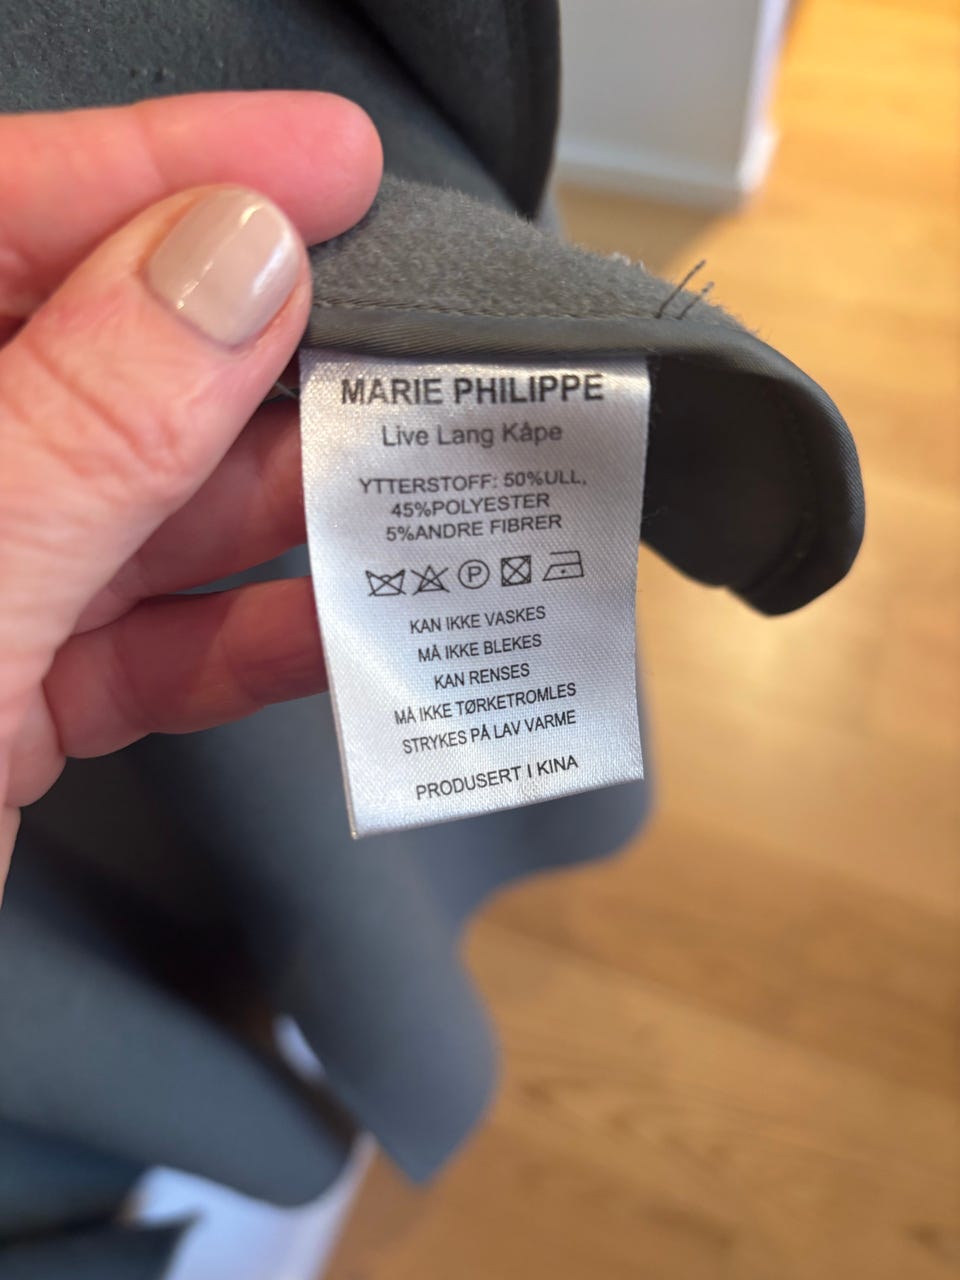 MARIE PHILIPPE
Live Lang Kåpe
YTTERSTOFF: 50%ULL,
45%POLYESTER
5%ANDRE FIBRER
P
KAN IKKE VASKES
MÅ IKKE BLEKES
KAN RENSES
MÅ IKKE TØRKETROMLES
STRYKES PÅ LAV VARME
PRODUSERT I KINA